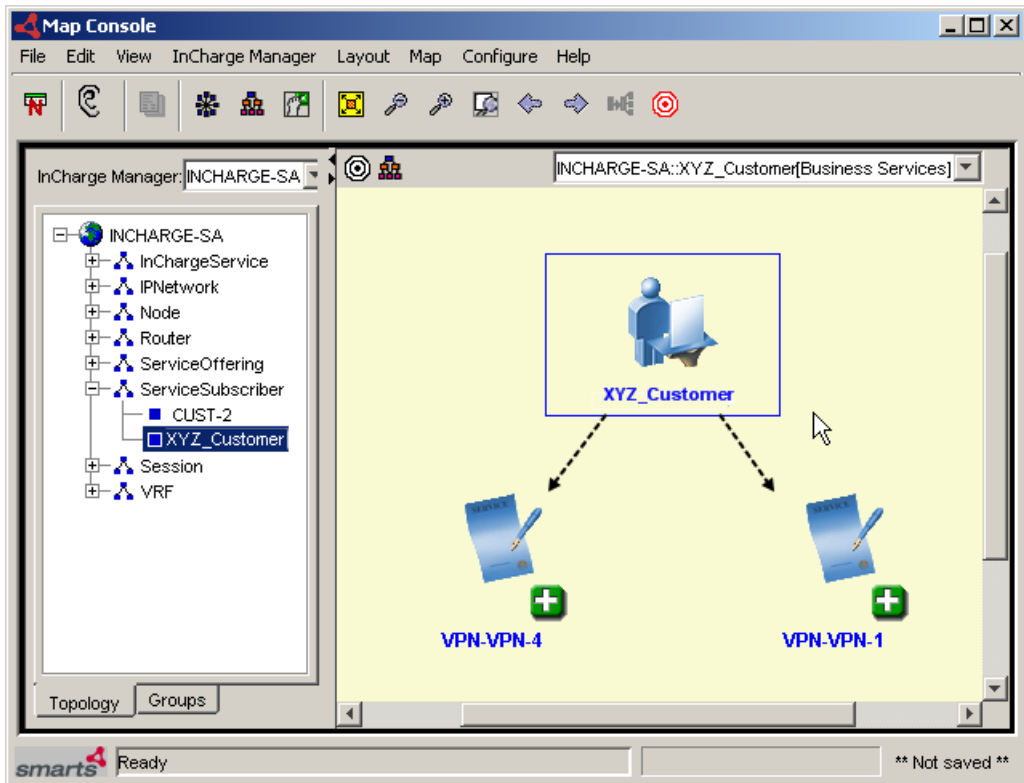 Map Console
File Edit View InCharge Manager Layout Map Configure Help
N
InCharge Manager: INCHARGE-SA
INCHARGE-SA::XYZ_Customer[Business Services]
INCHARGE-SA
InChargeService
IPNetwork
Node
Router
ServiceOffering
ServiceSubscriber
CUST-2
XYZ_Customer
Session
VRF
XYZ_Customer
SERVICE
SERVICE
VPN-VPN-4
VPN-VPN-1
Topology Groups
smarts Ready ** Not saved **